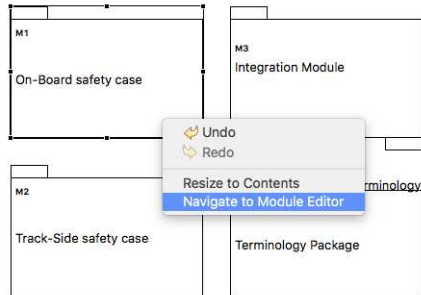 M1
On-Board safety case
M3
Integration Module
Undo
Redo
Resize to Contents
Navigate to Module Editor
M2
Track-Side safety case
Terminology Package